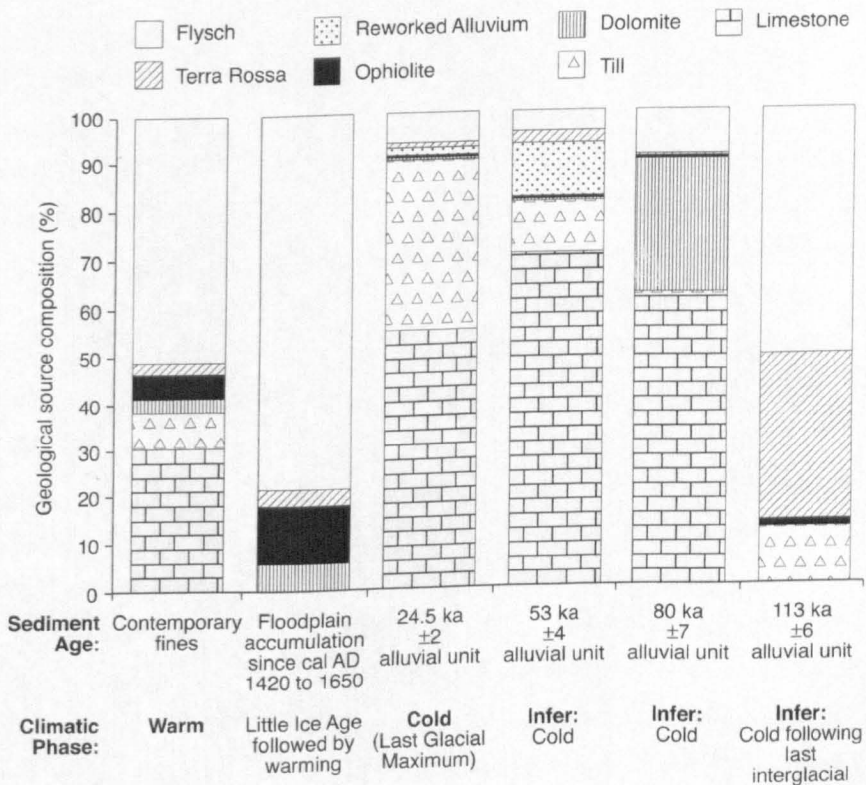 Flysch
Reworked Alluvium
Dolomite
Limestone
Terra Rossa
Ophiolite
Till
Geological source composition (%)
100
90
80
70
60
50
40
30
20
10
0
Sediment Age:
Contemporary
fines
Floodplain
accumulation
since cal AD
1420 to 1650
24.5 ka
±2
alluvial unit
53 ka
±4
alluvial unit
80 ka
±7
alluvial unit
113 ka
±6
alluvial unit
Climatic Phase:
Warm
Little Ice Age
followed by
warming
Cold
(Last Glacial
Maximum)
Infer:
Cold
Infer:
Cold
Infer:
Cold following
last
interglacial